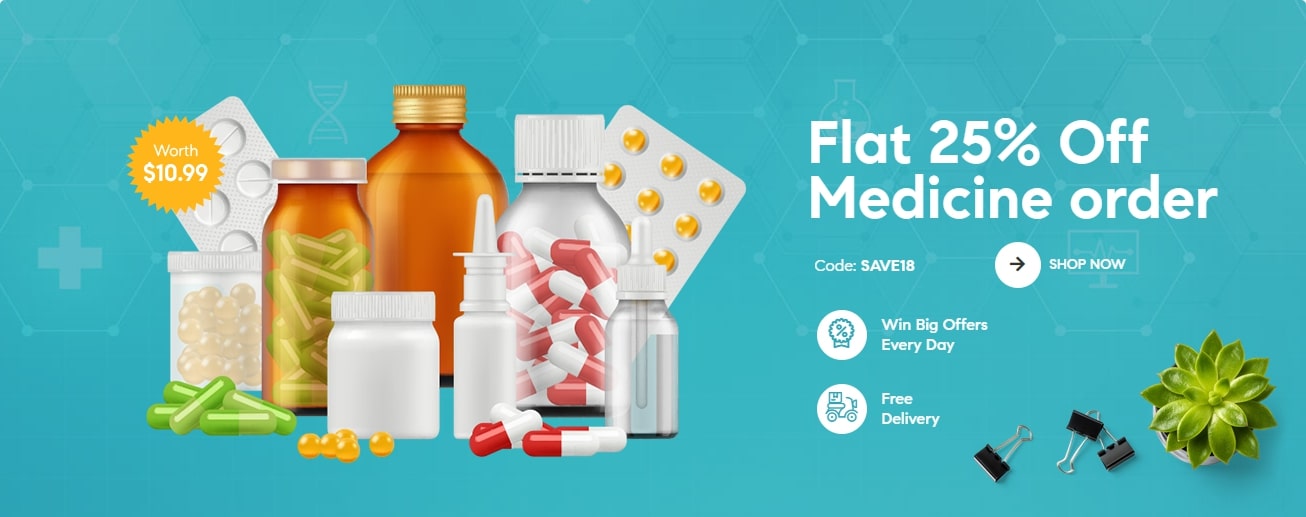 Worth
$10.99
Flat 25% Off
Medicine order
Code: SAVE18
SHOP NOW
Win Big Offers
Every Day
Free
Delivery